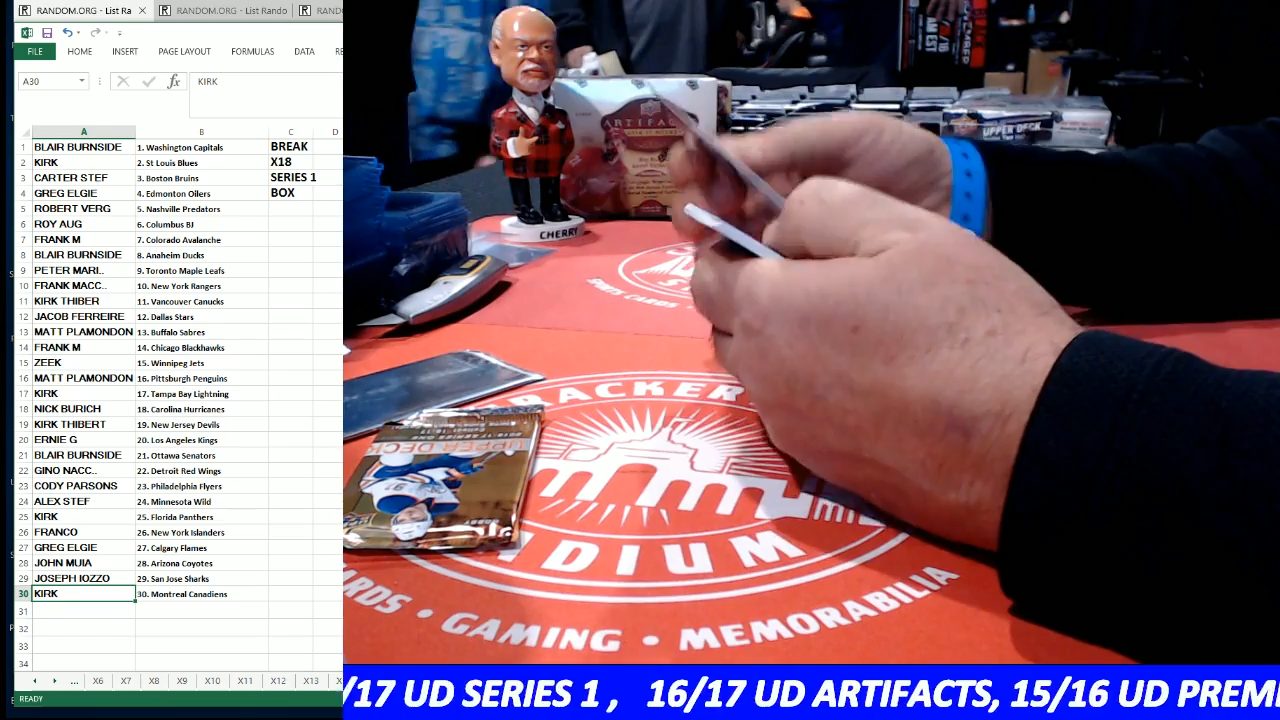 RANDOM.ORG - List Ra
RANDOM.ORG - List Rando
RANDO
FILE HOME INSERT PAGE LAYOUT FORMULAS DATA RE
A30 fx KIRK
A B C D
1 BLAIR BURNSIDE 1. Washington Capitals BREAK
2 KIRK 2. St Louis Blues X18
3 CARTER STEF 3. Boston Bruins SERIES 1
4 GREG ELGIE 4. Edmonton Oilers BOX
5 ROBERT VERG 5. Nashville Predators
6 ROY AUG 6. Columbus BJ
7 FRANK M 7. Colorado Avalanche
8 BLAIR BURNSIDE 8. Anaheim Ducks
9 PETER MARI.. 9. Toronto Maple Leafs
10 FRANK MACC.. 10. New York Rangers
11 KIRK THIBER 11. Vancouver Canucks
12 JACOB FERREIRE 12. Dallas Stars
13 MATT PLAMONDON 13. Buffalo Sabres
14 FRANK M 14. Chicago Blackhawks
15 ZEEK 15. Winnipeg Jets
16 MATT PLAMONDON 16. Pittsburgh Penguins
17 KIRK 17. Tampa Bay Lightning
18 NICK BURICH 18. Carolina Hurricanes
19 KIRK THIBERT 19. New Jersey Devils
20 ERNIE G 20. Los Angeles Kings
21 BLAIR BURNSIDE 21. Ottawa Senators
22 GINO NACC.. 22. Detroit Red Wings
23 CODY PARSONS 23. Philadelphia Flyers
24 ALEX STEF 24. Minnesota Wild
25 KIRK 25. Florida Panthers
26 FRANCO 26. New York Islanders
27 GREG ELGIE 27. Calgary Flames
28 JOHN MUIA 28. Arizona Coyotes
29 JOSEPH IOZZO 29. San Jose Sharks
30 KIRK 30. Montreal Canadiens
31
32
33
34
... X6 X7 X8 X9 X10 X11 X12 X13 X
READY
CHERRY
ARTIFAC
UPPER DECK
UPPER DECK
RACKER
DIUM
RDS • GAMING • MEMORABILIA
/17 UD SERIES 1 , 16/17 UD ARTIFACTS, 15/16 UD PREMI